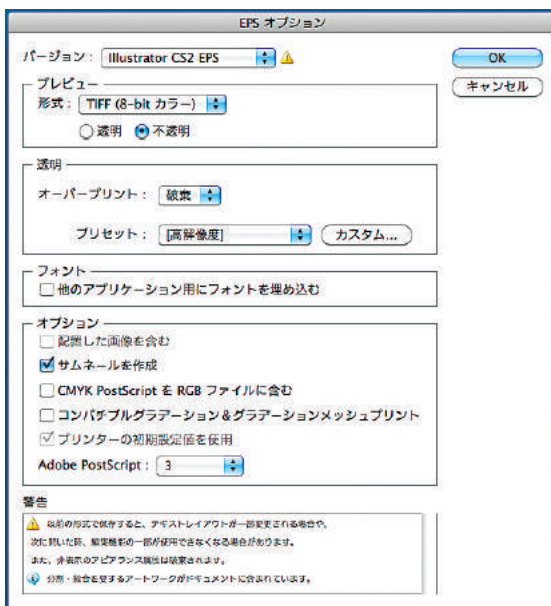 EPS オプション
バージョン： Illustrator CS2 EPS
OK
キャンセル
プレビュー
形式： TIFF (8-bit カラー)
透明 不透明
透明
オーバープリント： 破棄
プリセット： [高解像度] カスタム...
フォント
他のアプリケーション用にフォントを埋め込む
オプション
配置した画像を含む
サムネールを作成
CMYK PostScript を RGB ファイルに含む
コンパチブルグラデーション＆グラデーションメッシュプリント
プリンターの初期設定値を使用
Adobe PostScript： 3
警告
以前の形式で保存すると、テキストレイアウトが一部変更される場合や、
次に開いた時、編集機能の一部が使用できなくなる場合があります。
また、非表示のアピアランス属性は破棄されます。
分割・統合を要するアートワークがドキュメントに含まれています。